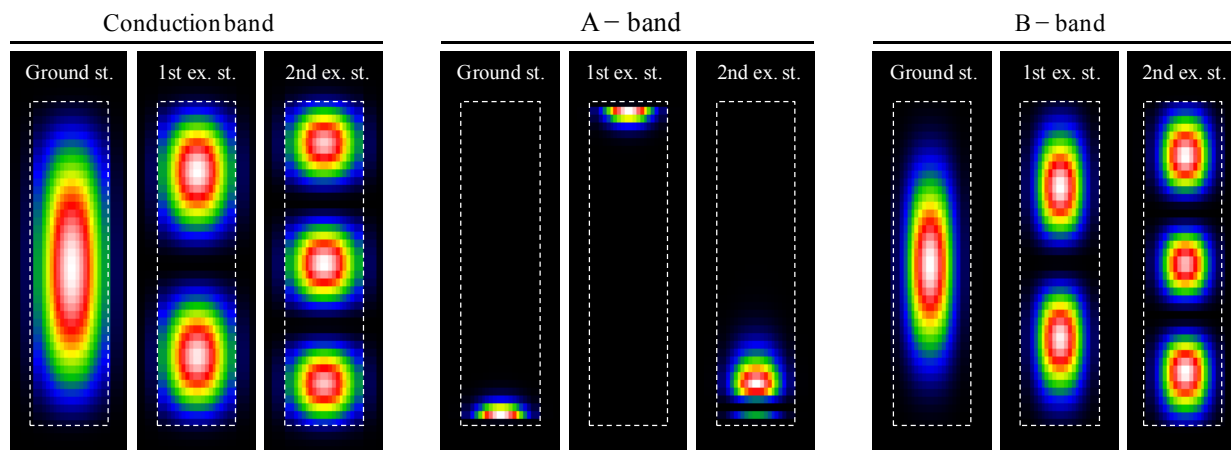 Conduction band
A − band
B − band
Ground st.
1st ex. st.
2nd ex. st.
Ground st.
1st ex. st.
2nd ex. st.
Ground st.
1st ex. st.
2nd ex. st.